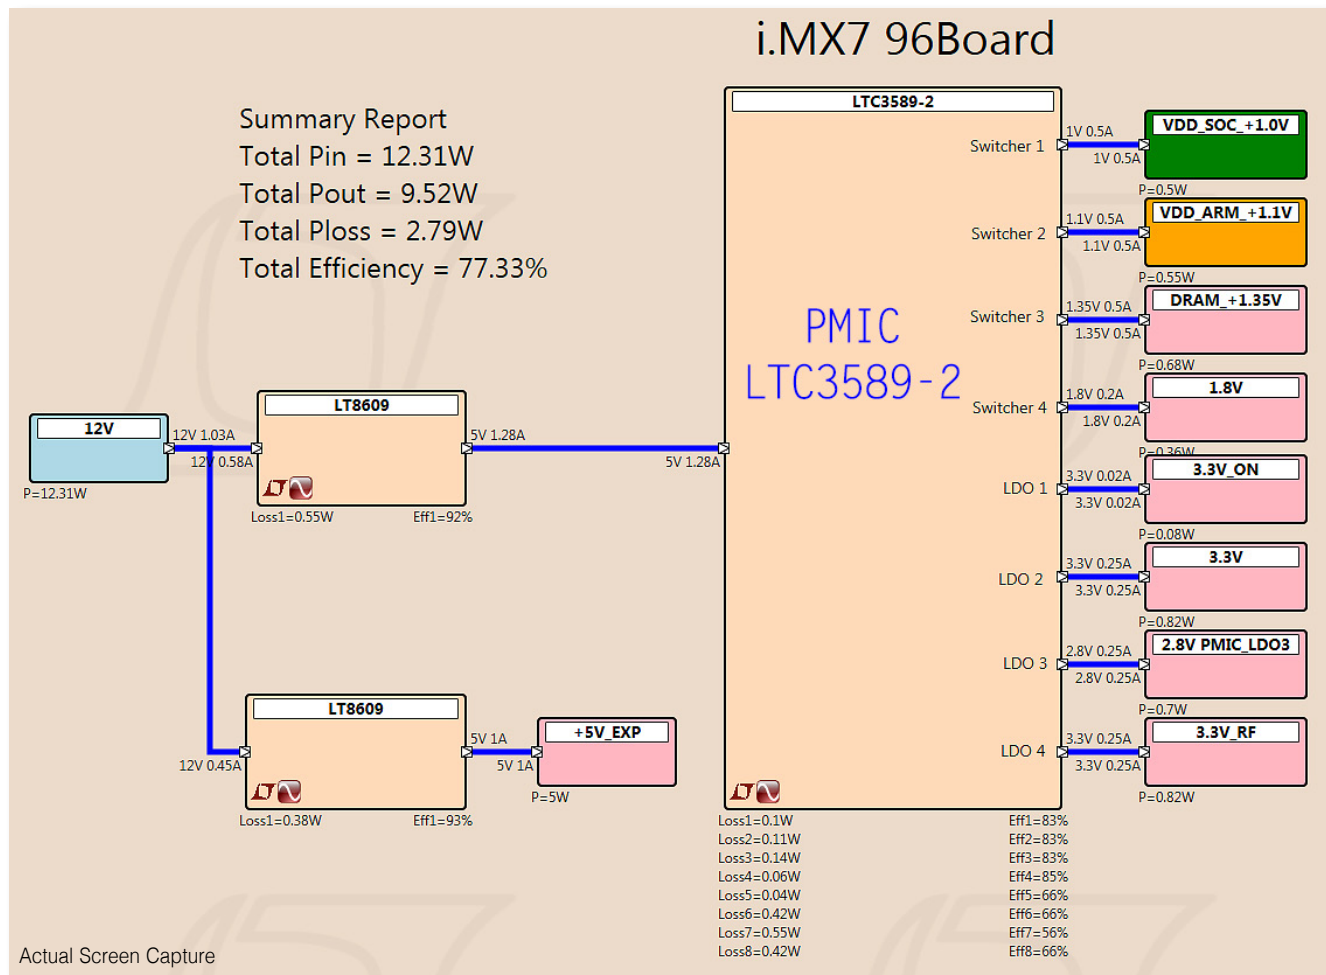 i.MX7 96Board
Summary Report
Total Pin = 12.31W
Total Pout = 9.52W
Total Ploss = 2.79W
Total Efficiency = 77.33%
12V
12V 1.03A
12V 0.58A
P=12.31W
LT8609
Loss1=0.55W
Eff1=92%
5V 1.28A
5V 1.28A
12V 0.45A
LT8609
Loss1=0.38W
Eff1=93%
5V 1A
5V 1A
+5V_EXP
P=5W
LTC3589-2
PMIC
LTC3589-2
Switcher 1
1V 0.5A
1V 0.5A
VDD_SOC_+1.0V
P=0.5W
Switcher 2
1.1V 0.5A
1.1V 0.5A
VDD_ARM_+1.1V
P=0.55W
Switcher 3
1.35V 0.5A
1.35V 0.5A
DRAM_+1.35V
P=0.68W
Switcher 4
1.8V 0.2A
1.8V 0.2A
1.8V
P=0.36W
LDO 1
3.3V 0.02A
3.3V 0.02A
3.3V_ON
P=0.08W
LDO 2
3.3V 0.25A
3.3V 0.25A
3.3V
P=0.82W
LDO 3
2.8V 0.25A
2.8V 0.25A
2.8V PMIC_LDO3
P=0.7W
LDO 4
3.3V 0.25A
3.3V 0.25A
3.3V_RF
P=0.82W
Loss1=0.1W
Eff1=83%
Loss2=0.11W
Eff2=83%
Loss3=0.14W
Eff3=83%
Loss4=0.06W
Eff4=85%
Loss5=0.04W
Eff5=66%
Loss6=0.42W
Eff6=66%
Loss7=0.55W
Eff7=56%
Loss8=0.42W
Eff8=66%
Actual Screen Capture